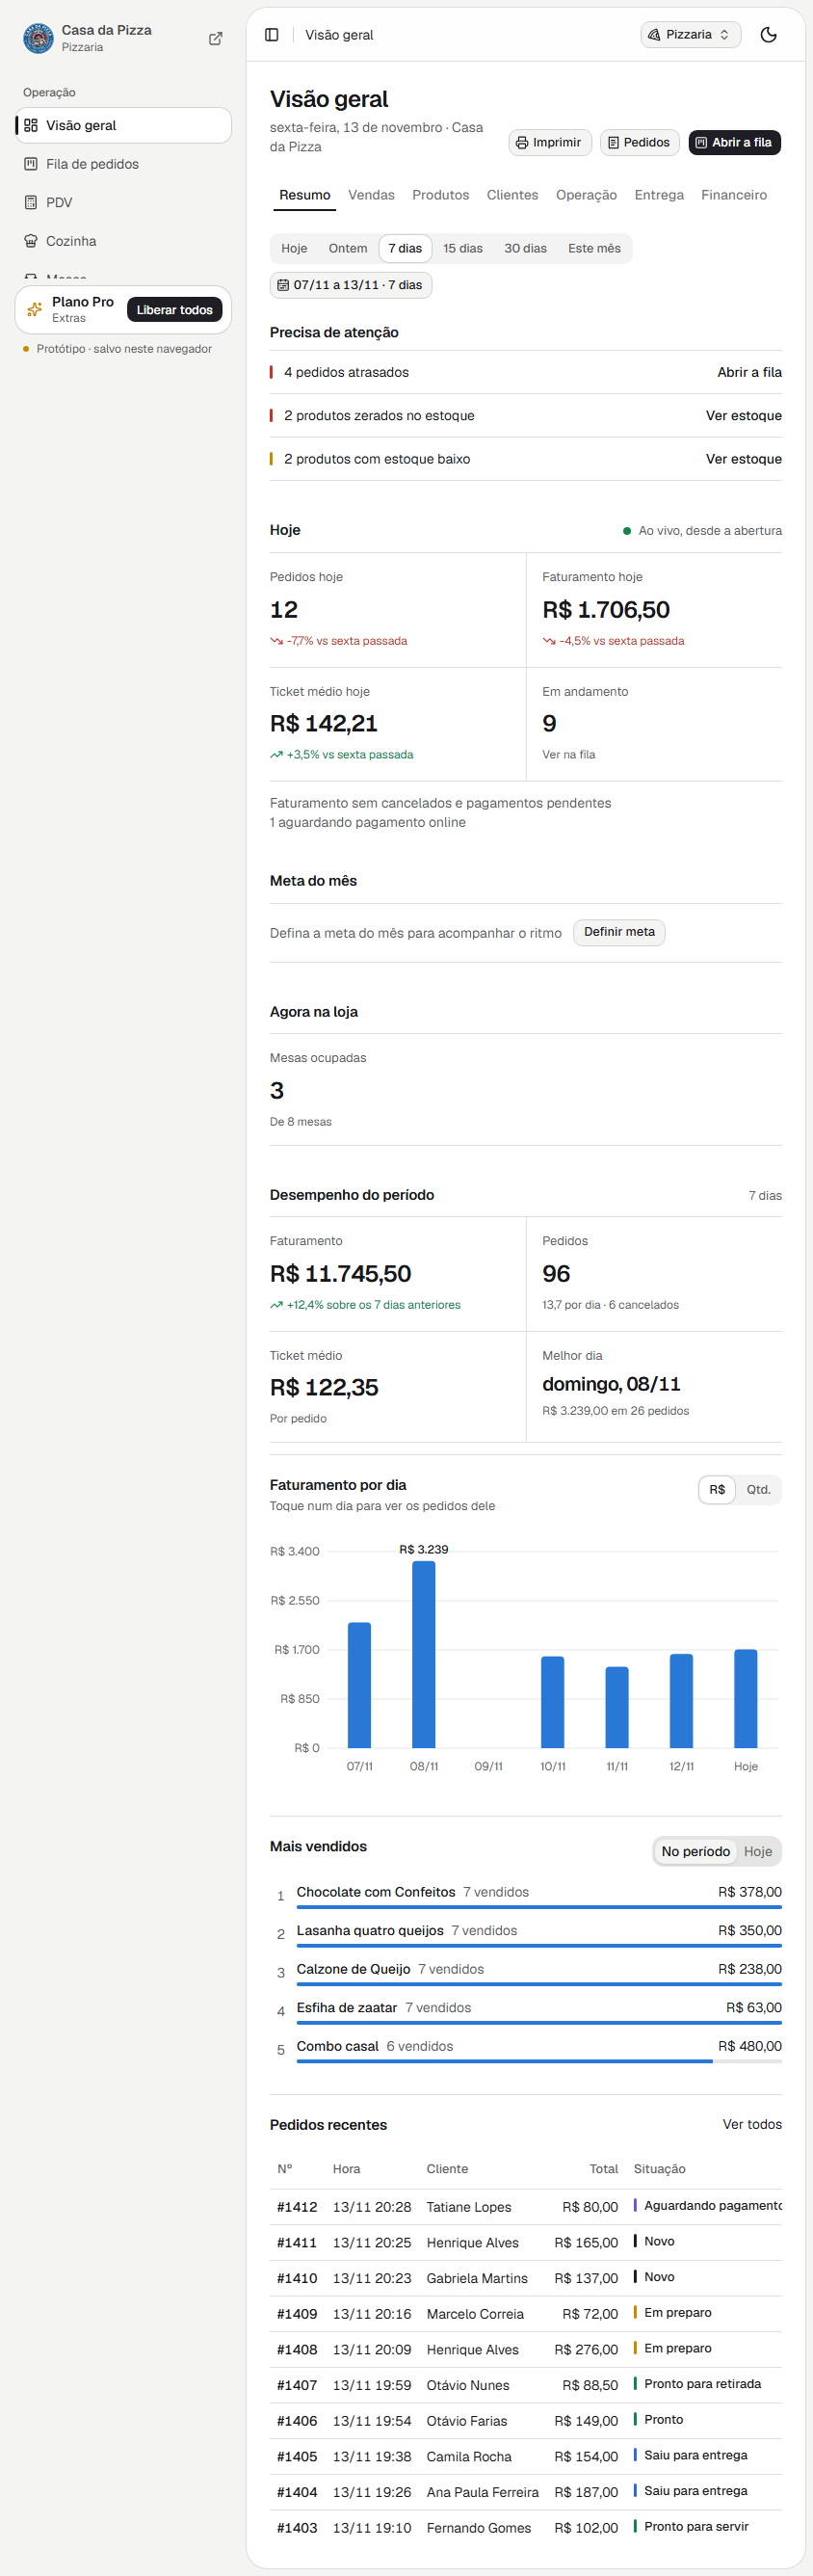 Casa da Pizza
Pizzaria
Operação
Visão geral
Fila de pedidos
PDV
Cozinha
Plano Pro
Extras
Liberar todos
Protótipo · salvo neste navegador
Visão geral
Pizzaria
Visão geral
sexta-feira, 13 de novembro · Casa
da Pizza
Imprimir
Pedidos
Abrir a fila
Resumo Vendas Produtos Clientes Operação Entrega Financeiro
Hoje Ontem 7 dias 15 dias 30 dias Este mês
07/11 a 13/11 · 7 dias
Precisa de atenção
4 pedidos atrasados Abrir a fila
2 produtos zerados no estoque Ver estoque
2 produtos com estoque baixo Ver estoque
Hoje Ao vivo, desde a abertura
Pedidos hoje
12
-7,7% vs sexta passada
Faturamento hoje
R$ 1.706,50
-4,5% vs sexta passada
Ticket médio hoje
R$ 142,21
+3,5% vs sexta passada
Em andamento
9
Ver na fila
Faturamento sem cancelados e pagamentos pendentes
1 aguardando pagamento online
Meta do mês
Defina a meta do mês para acompanhar o ritmo Definir meta
Agora na loja
Mesas ocupadas
3
De 8 mesas
Desempenho do período 7 dias
Faturamento
R$ 11.745,50
+12,4% sobre os 7 dias anteriores
Pedidos
96
13,7 por dia · 6 cancelados
Ticket médio
R$ 122,35
Por pedido
Melhor dia
domingo, 08/11
R$ 3.239,00 em 26 pedidos
Faturamento por dia
Toque num dia para ver os pedidos dele
R$ Qtd.
R$ 3.239
R$ 3.400
R$ 2.550
R$ 1.700
R$ 850
R$ 0
07/11 08/11 09/11 10/11 11/11 12/11 Hoje
Mais vendidos
No período Hoje
1 Chocolate com Confeitos 7 vendidos R$ 378,00
2 Lasanha quatro queijos 7 vendidos R$ 350,00
3 Calzone de Queijo 7 vendidos R$ 238,00
4 Esfiha de zaatar 7 vendidos R$ 63,00
5 Combo casal 6 vendidos R$ 480,00
Pedidos recentes Ver todos
Nº Hora Cliente Total Situação
#1412 13/11 20:28 Tatiane Lopes R$ 80,00 Aguardando pagamento
#1411 13/11 20:25 Henrique Alves R$ 165,00 Novo
#1410 13/11 20:23 Gabriela Martins R$ 137,00 Novo
#1409 13/11 20:16 Marcelo Correia R$ 72,00 Em preparo
#1408 13/11 20:09 Henrique Alves R$ 276,00 Em preparo
#1407 13/11 19:59 Otávio Nunes R$ 88,50 Pronto para retirada
#1406 13/11 19:54 Otávio Farias R$ 149,00 Pronto
#1405 13/11 19:38 Camila Rocha R$ 154,00 Saiu para entrega
#1404 13/11 19:26 Ana Paula Ferreira R$ 187,00 Saiu para entrega
#1403 13/11 19:10 Fernando Gomes R$ 102,00 Pronto para servir